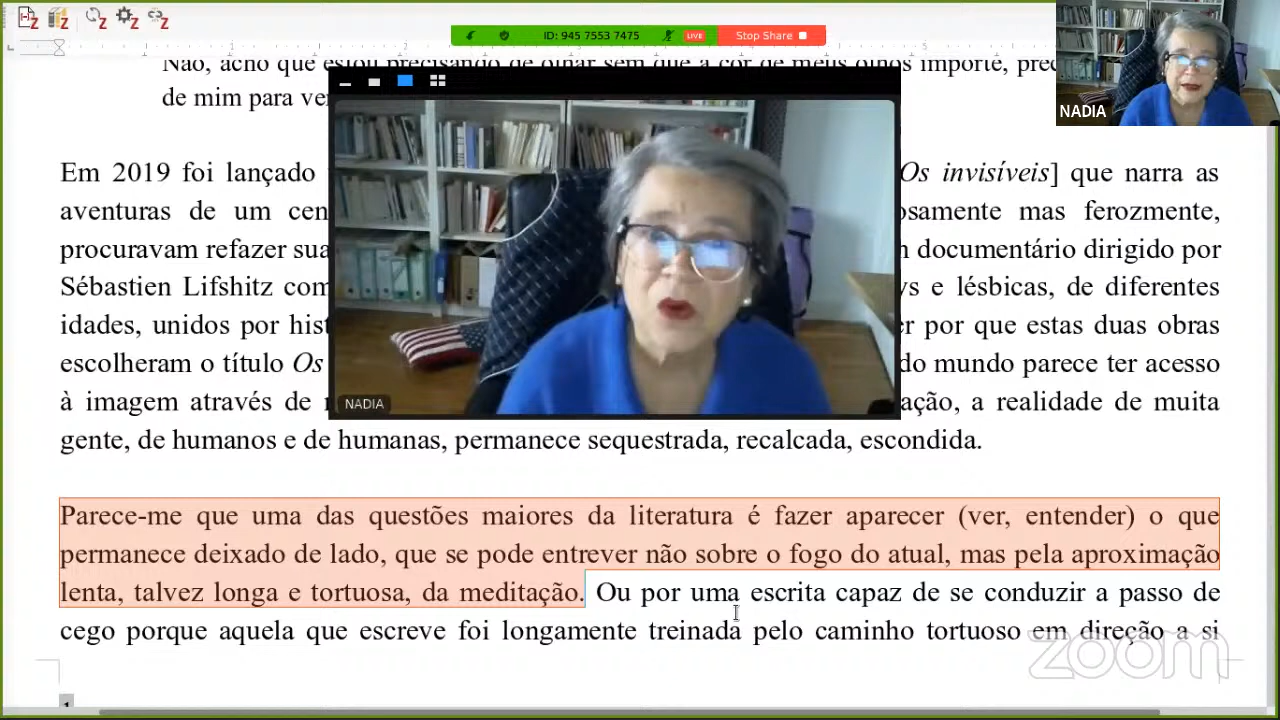 ID: 945 7553 7475 LIVE Stop Share
Não, acho que estou precisando de olhar sem que a cor de meus olhos importe, prec
de mim para ver
NADIA
Em 2019 foi lançado Os invisíveis] que narra as
aventuras de um cen osamente mas ferozmente,
procuravam refazer sua documentário dirigido por
Sébastien Lifshitz com ys e lésbicas, de diferentes
idades, unidos por hist er por que estas duas obras
escolheram o título Os do mundo parece ter acesso
à imagem através de ação, a realidade de muita
NADIA
gente, de humanos e de humanas, permanece sequestrada, recalcada, escondida.
Parece-me que uma das questões maiores da literatura é fazer aparecer (ver, entender) o que
permanece deixado de lado, que se pode entrever não sobre o fogo do atual, mas pela aproximação
lenta, talvez longa e tortuosa, da meditação. Ou por uma escrita capaz de se conduzir a passo de
cego porque aquela que escreve foi longamente treinada pelo caminho tortuoso em direção a si
zoom
1